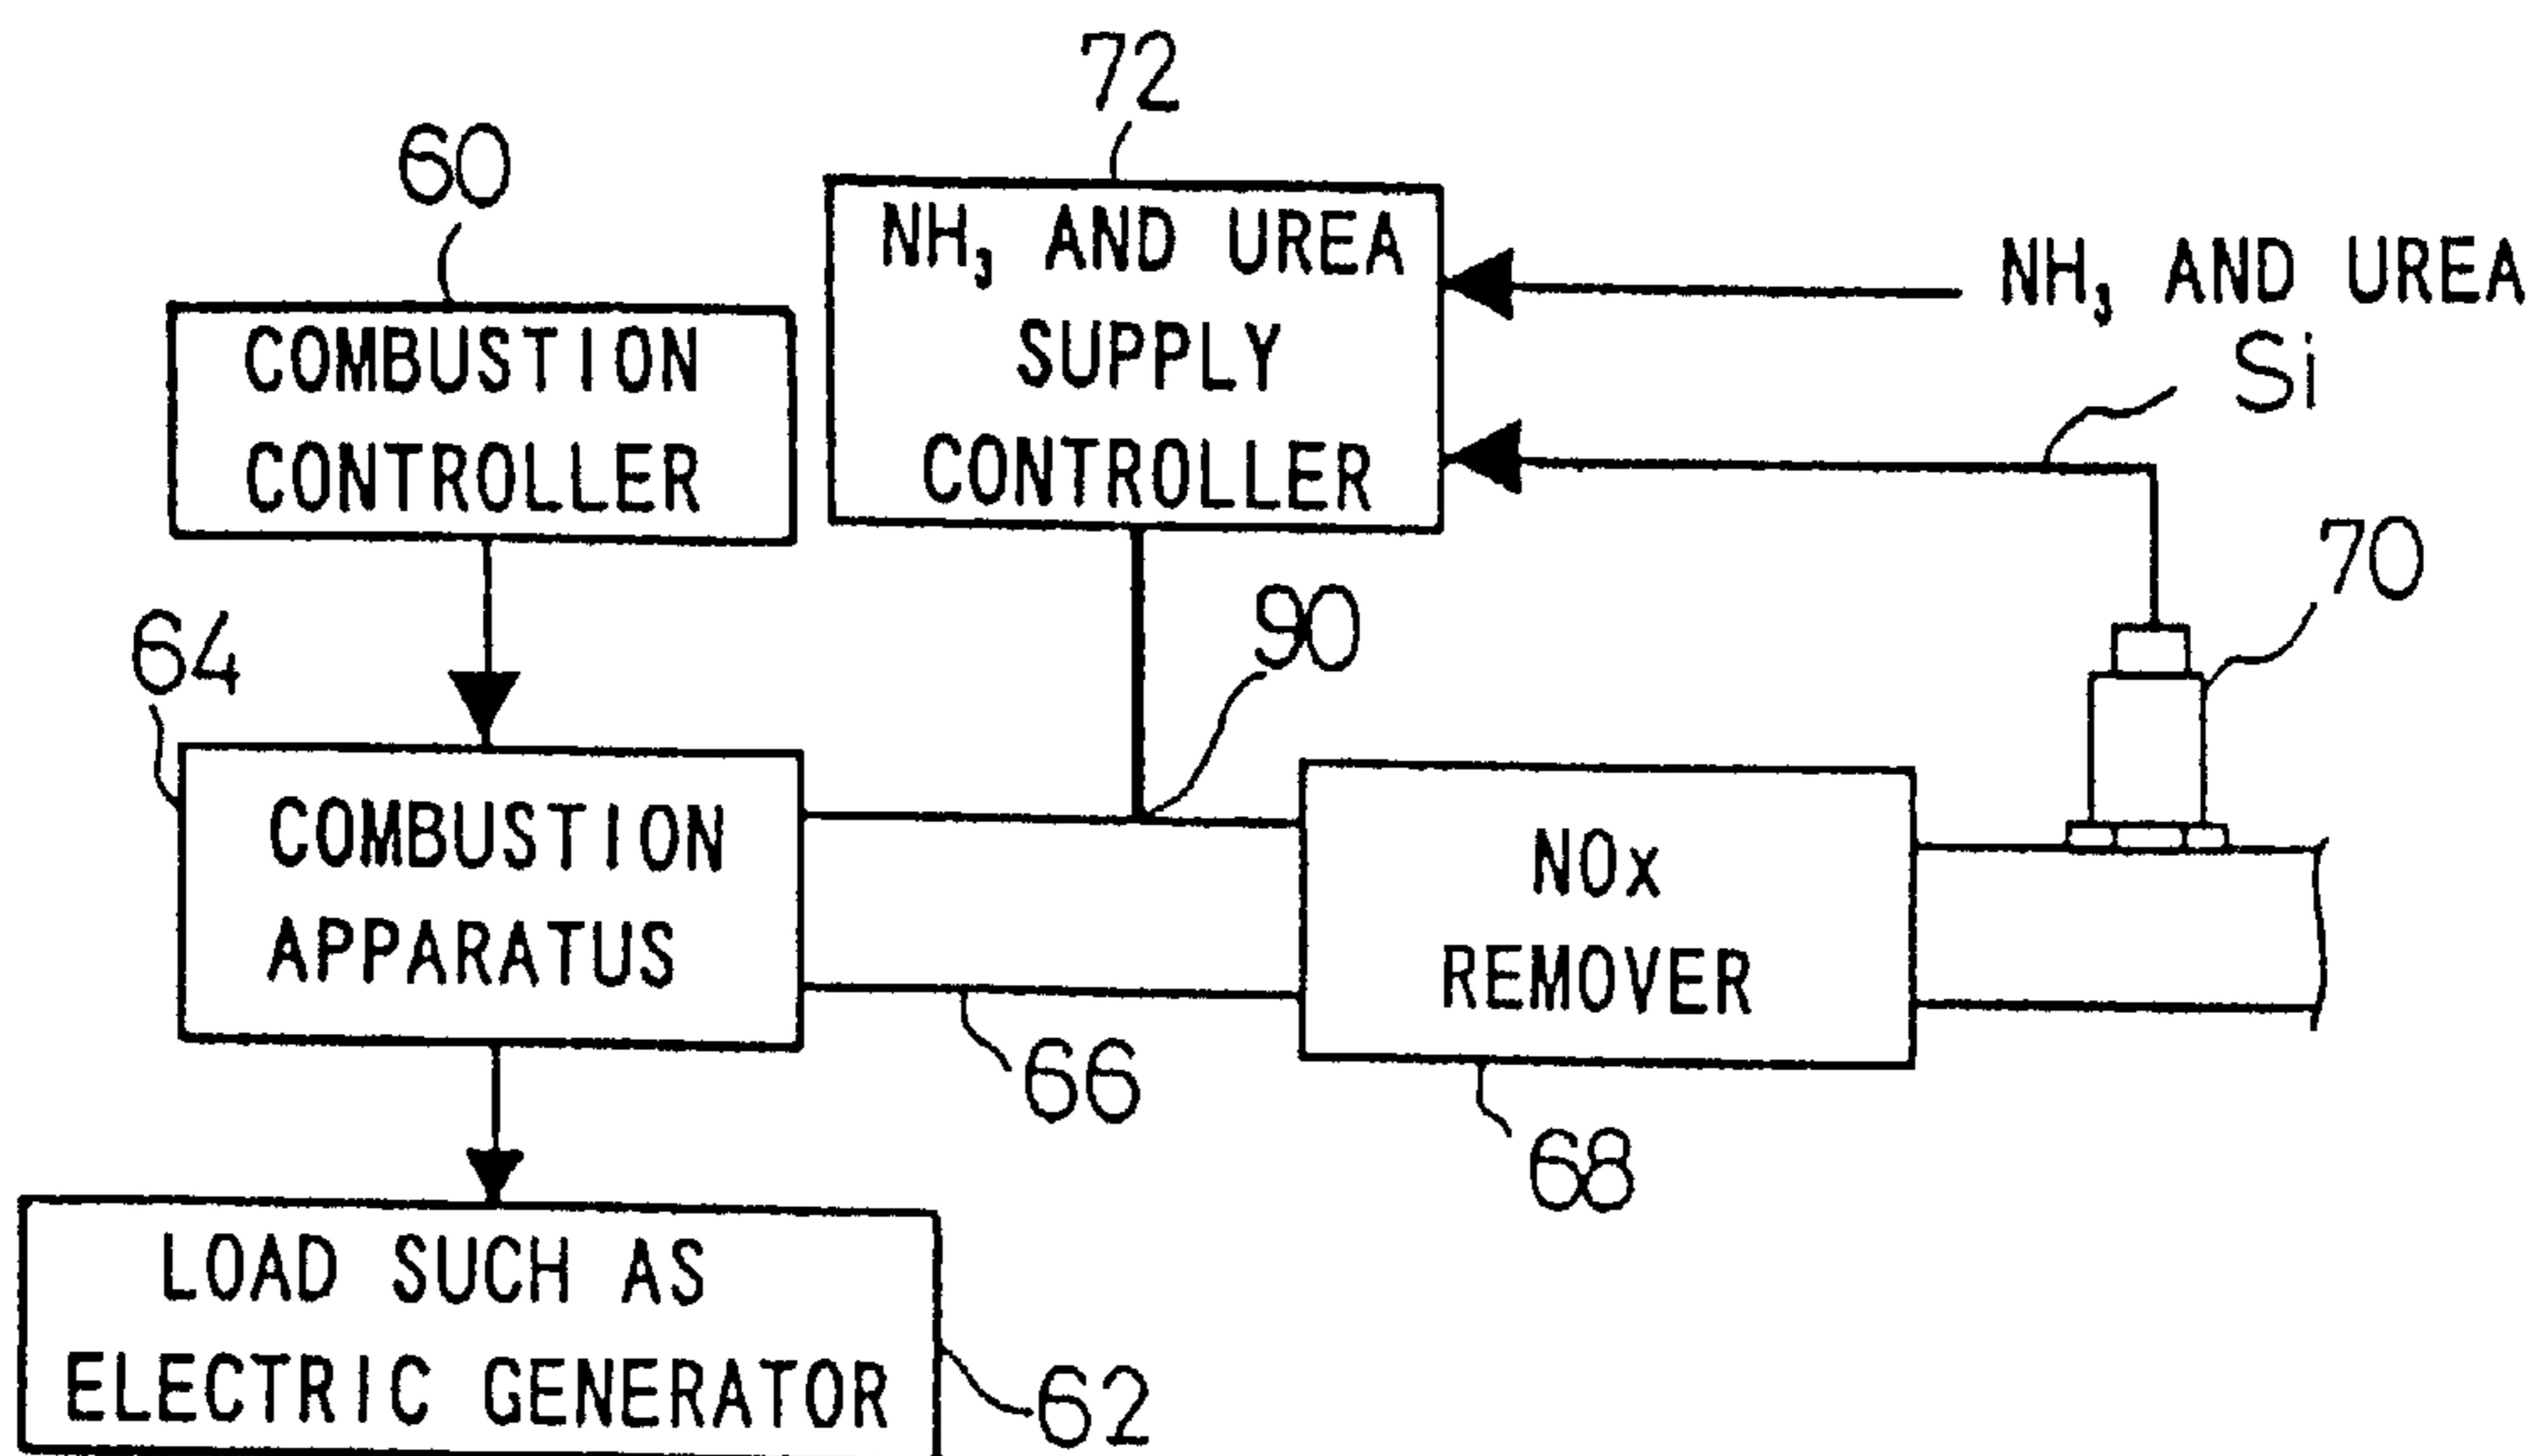 72
60
NH₃ AND UREA
SUPPLY
CONTROLLER
NH₃ AND UREA
Si
COMBUSTION
CONTROLLER
70
90
64
COMBUSTION
APPARATUS
NOx
REMOVER
66
68
LOAD SUCH AS
ELECTRIC GENERATOR
62